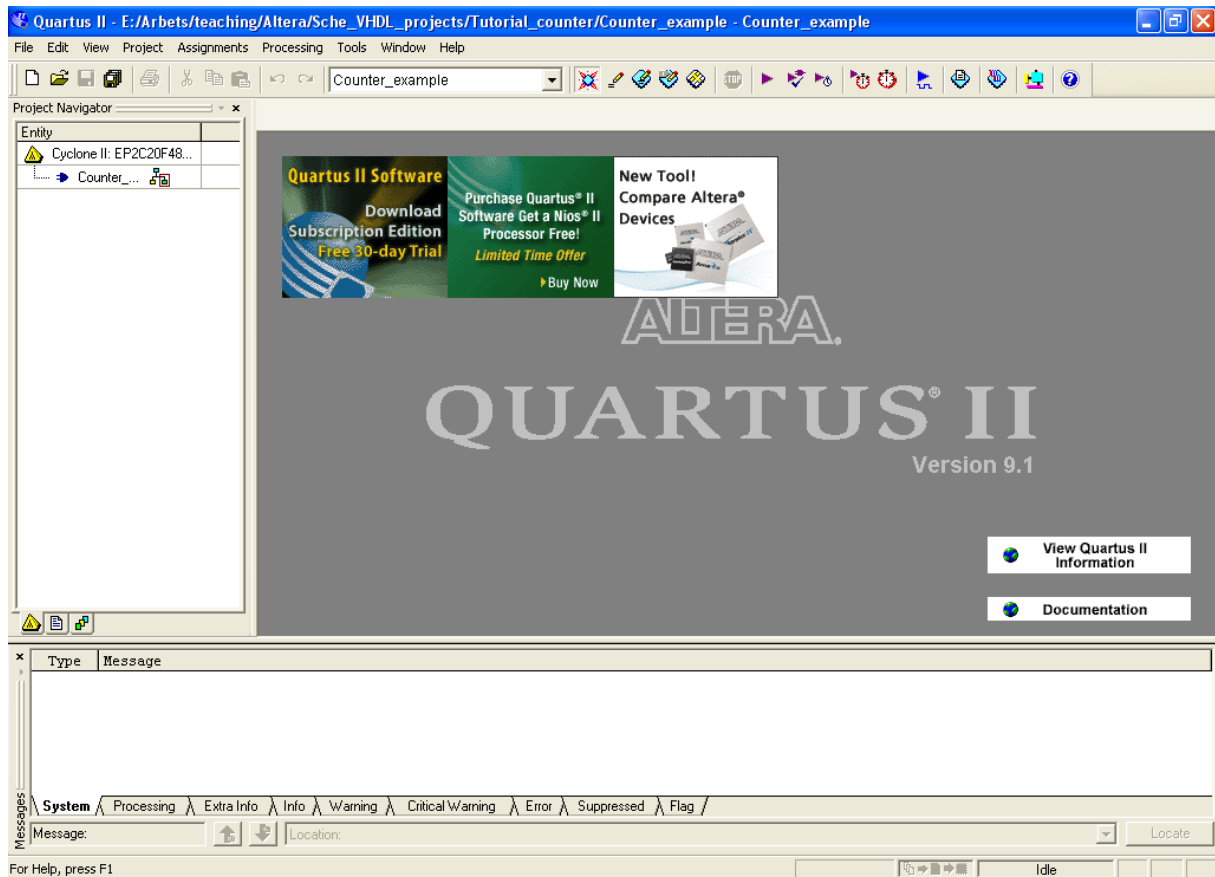 Quartus II - E:/Arbets/teaching/Altera/Sche_VHDL_projects/Tutorial_counter/Counter_example - Counter_example
File Edit View Project Assignments Processing Tools Window Help
Counter_example
STOP
Project Navigator
Entity
Cyclone II: EP2C20F48...
Counter_...
Quartus II Software
Download
Subscription Edition
Free 30-day Trial
Purchase Quartus® II
Software Get a Nios® II
Processor Free!
Limited Time Offer
Buy Now
New Tool!
Compare Altera®
Devices
ALTERA®
QUARTUS® II
Version 9.1
View Quartus II
Information
Documentation
Type Message
System Processing Extra Info Info Warning Critical Warning Error Suppressed Flag
Messages
Message: Location: Locate
For Help, press F1 Idle